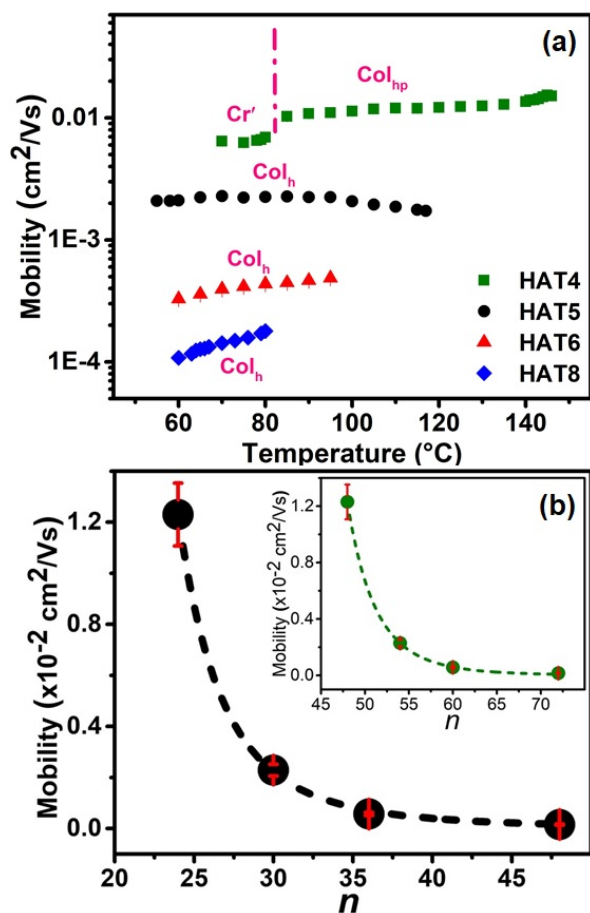 (a)
Col_hp
Cr′
Col_h
Col_h
Col_h
HAT4
HAT5
HAT6
HAT8
0.01
1E-3
1E-4
Mobility (cm²/Vs)
60 80 100 120 140
Temperature (°C)
(b)
1.2
0.8
0.4
0.0
Mobility (x10⁻² cm²/Vs)
20 25 30 35 40 45
n
1.2
0.8
0.4
0.0
Mobility (x10⁻² cm²/Vs)
45 50 55 60 65 70
n